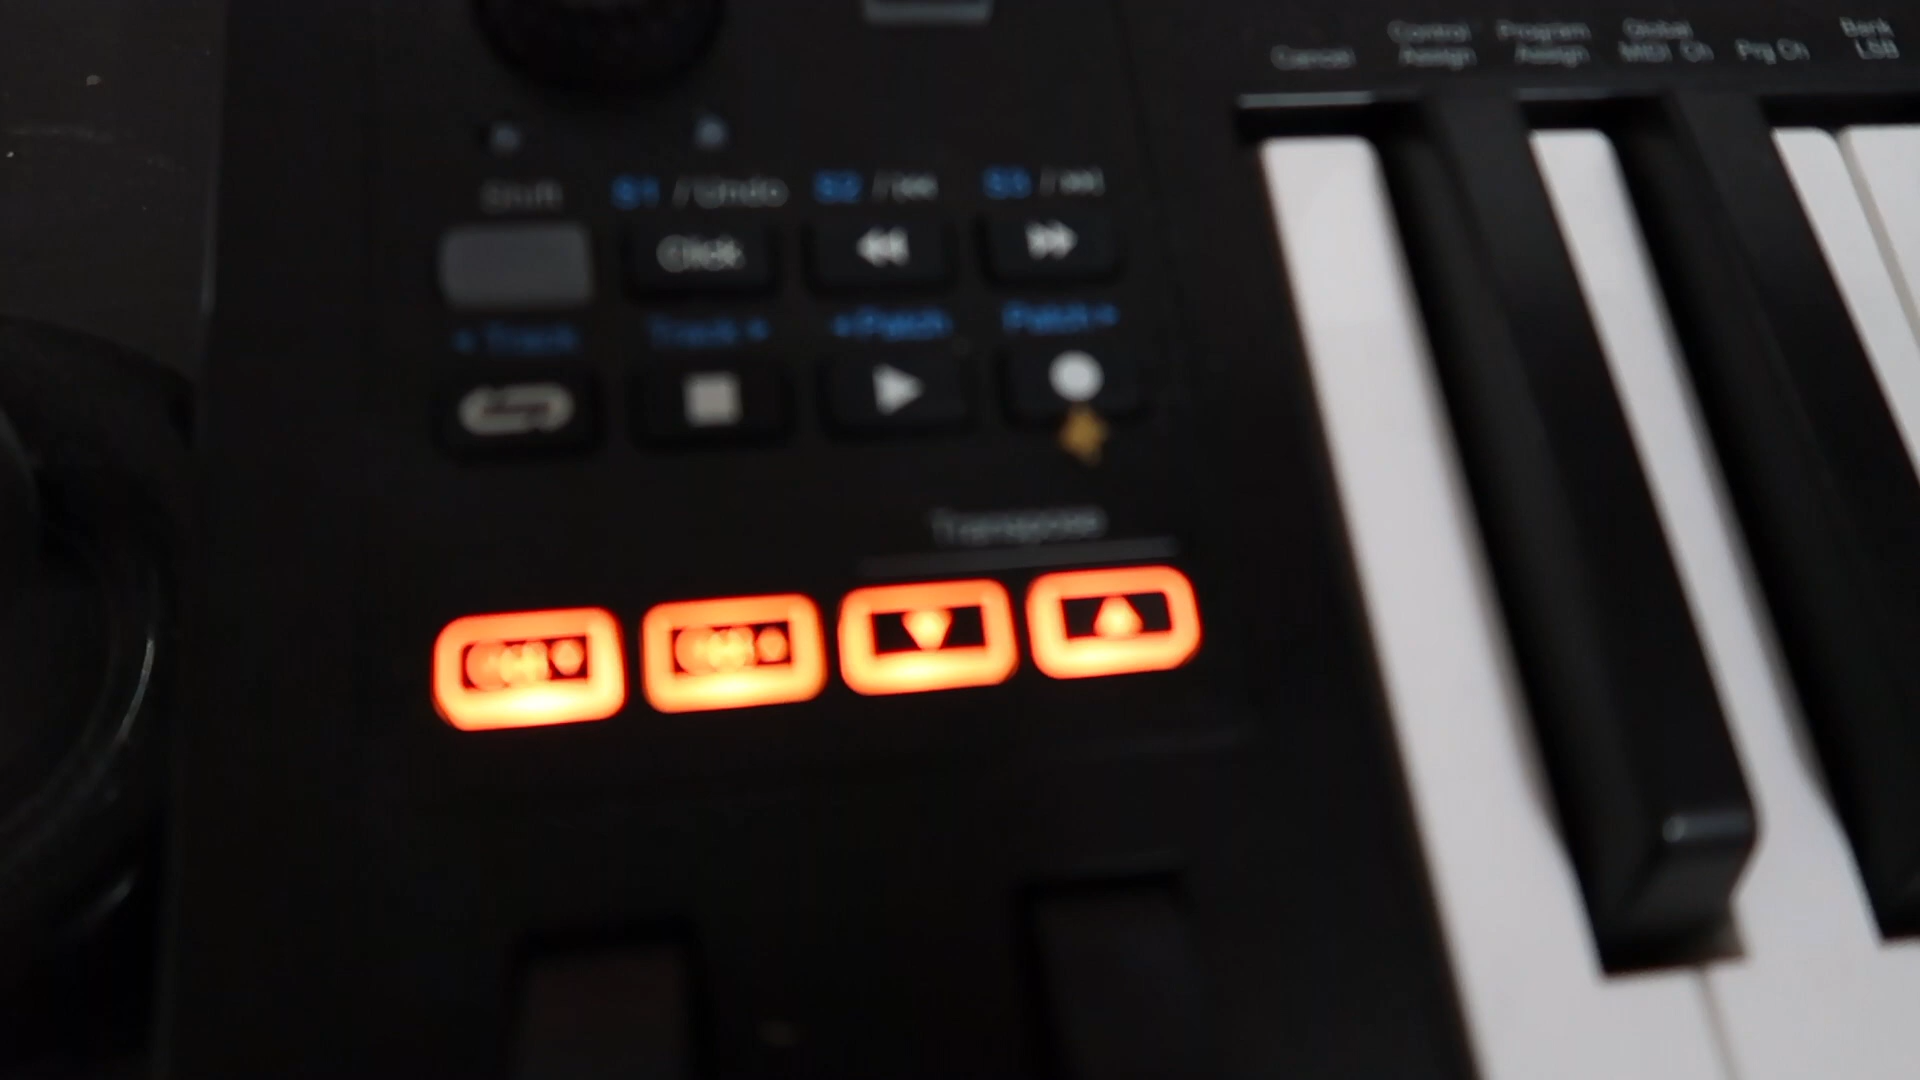 Cancel
Control Assign
Program Assign
Global MIDI Ch
Prg Ch
Bank LSB
Shift
S1 / Undo
S2 /
S3 /
Click
Track
Track
Patch
Patch
Transpose